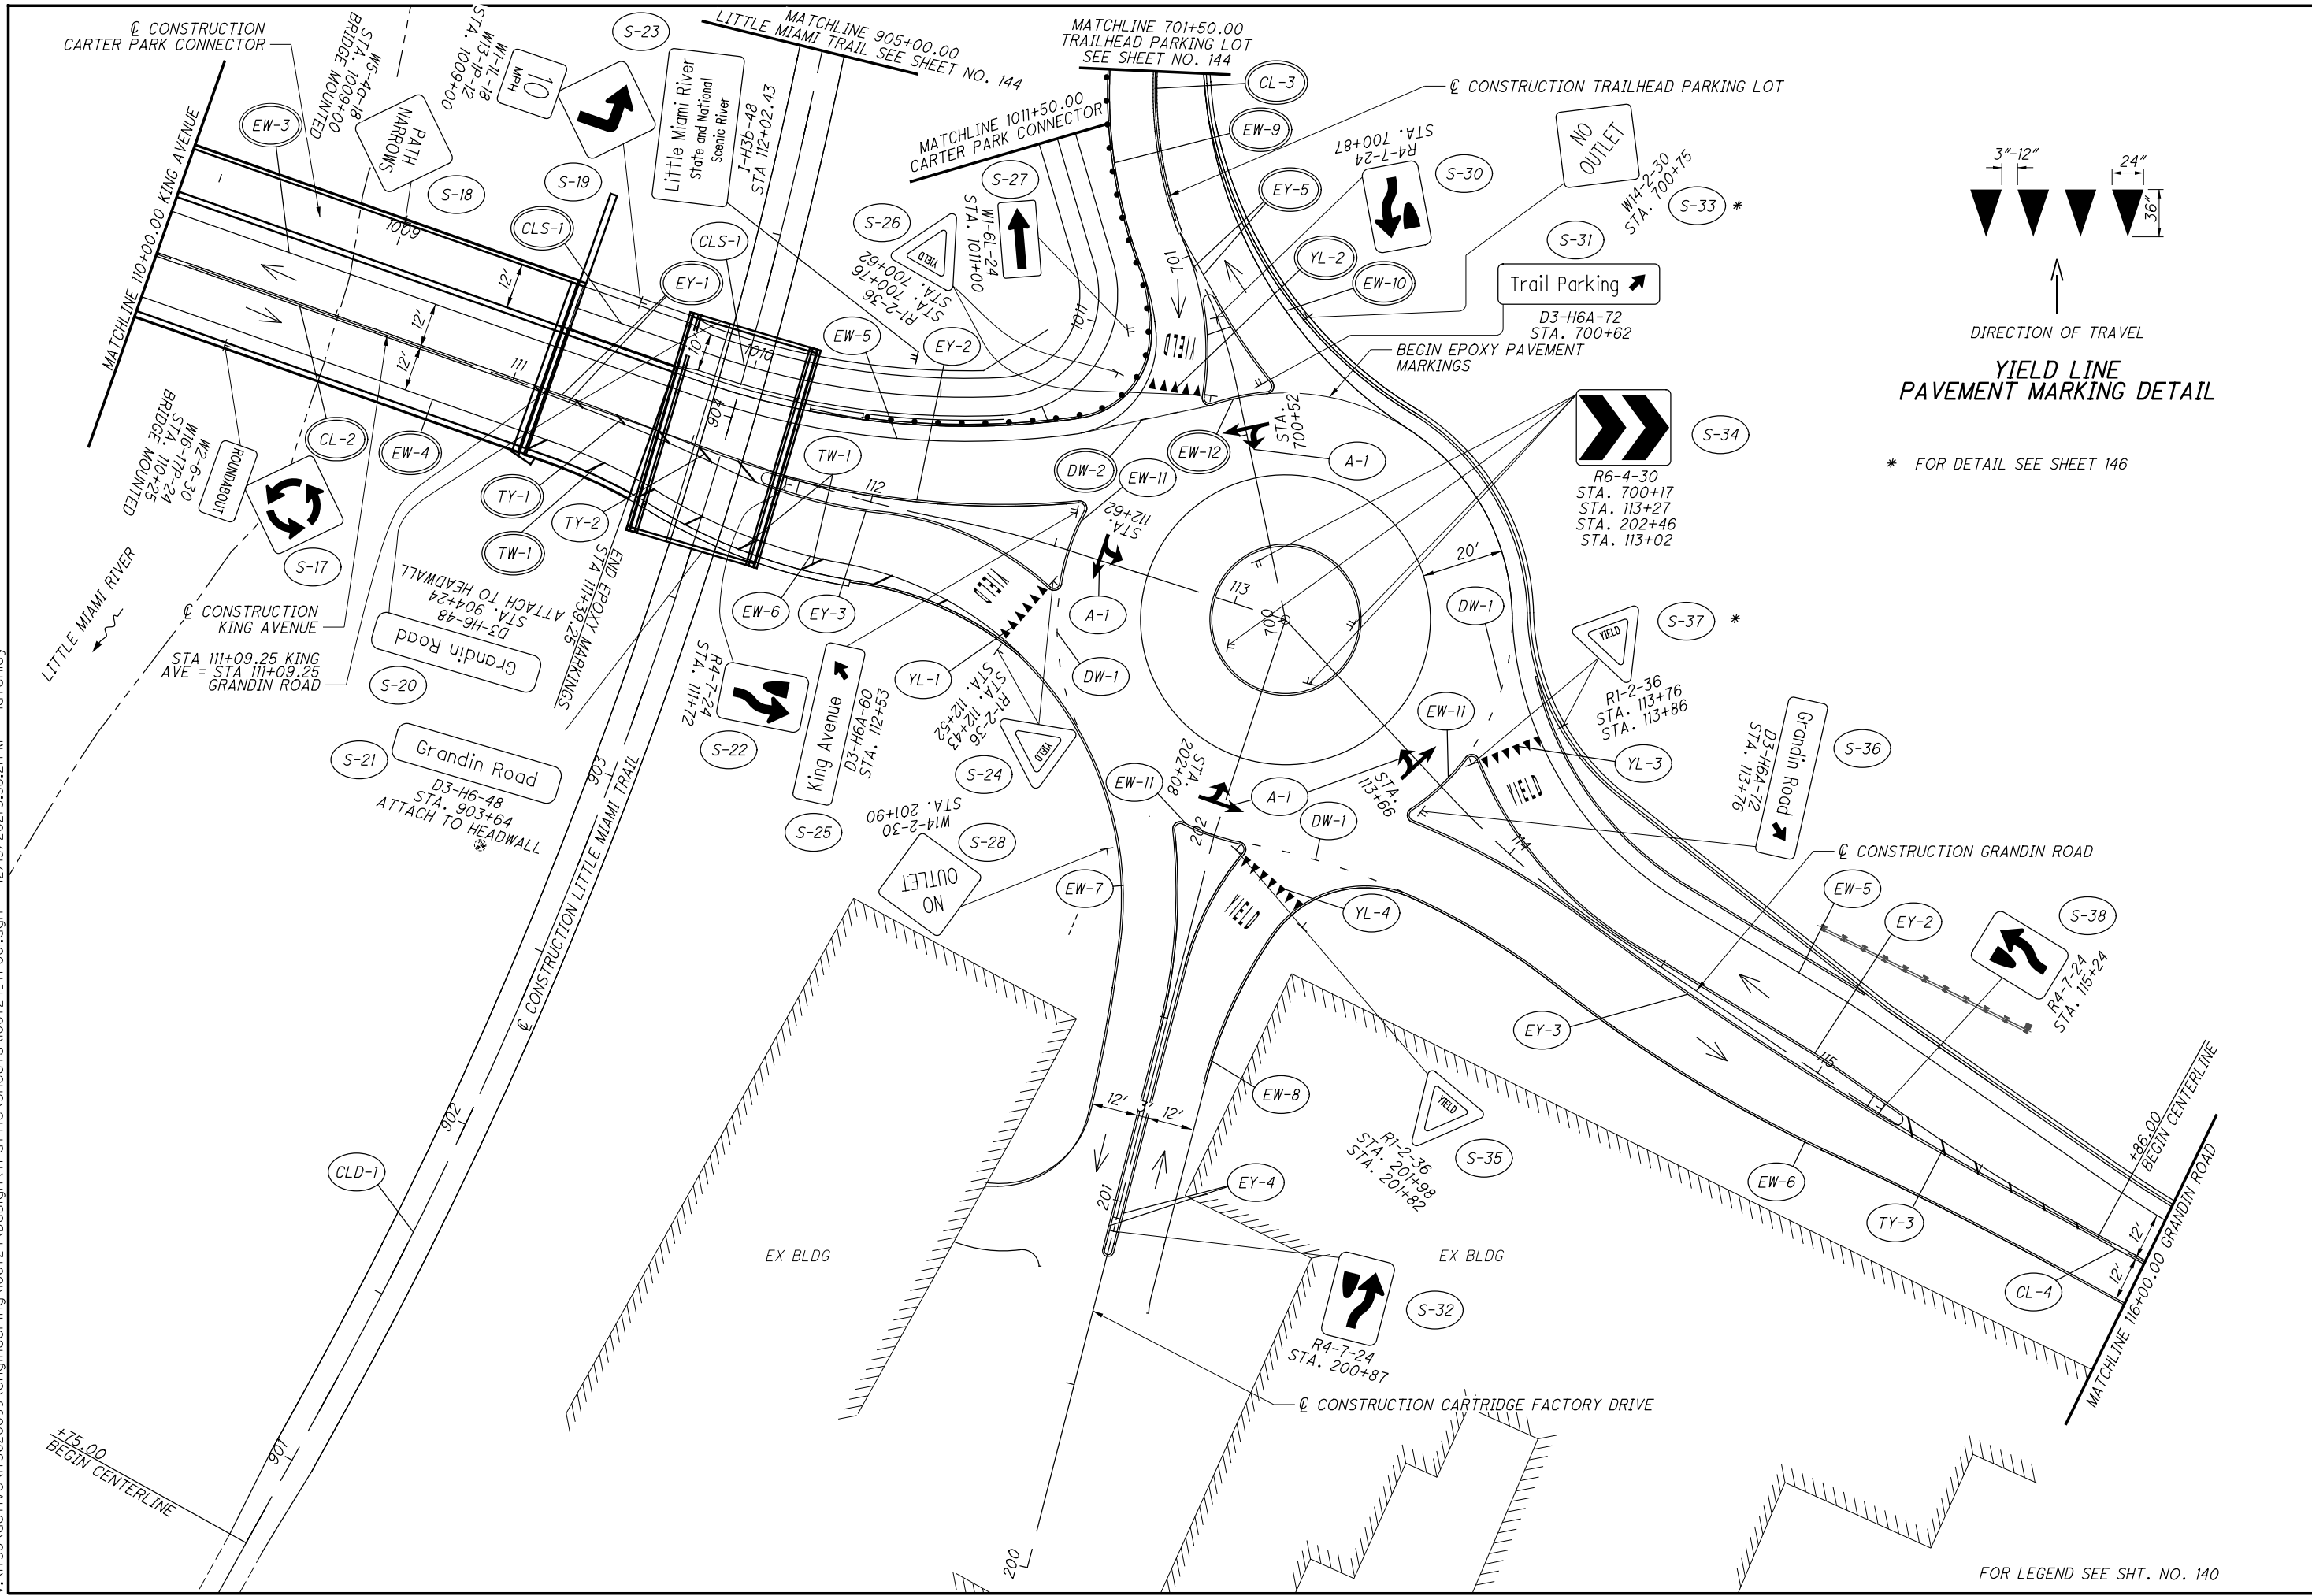 ℄ CONSTRUCTION
CARTER PARK CONNECTOR
W5-4a-18
STA. 1009+00
BRIDGE MOUNTED
PATH
NARROWS
S-18
W1-1L-18
W13-1P-12
STA. 1009+00
10
MPH
S-19
S-23
Little Miami River
State and National
Scenic River
I-H3b-48
STA 112+02.43
MATCHLINE 905+00.00
LITTLE MIAMI TRAIL SEE SHEET NO. 144
MATCHLINE 701+50.00
TRAILHEAD PARKING LOT
SEE SHEET NO. 144
MATCHLINE 1011+50.00
CARTER PARK CONNECTOR
CL-3
EW-9
℄ CONSTRUCTION TRAILHEAD PARKING LOT
R4-7-24
STA. 700+87
S-30
NO
OUTLET
W14-2-30
STA. 700+75
S-33 *
S-31
Trail Parking
D3-H6A-72
STA. 700+62
3"-12"
24"
36"
DIRECTION OF TRAVEL
YIELD LINE
PAVEMENT MARKING DETAIL
* FOR DETAIL SEE SHEET 146
MATCHLINE 110+00.00 KING AVENUE
EW-3
1009
12'
12'
12'
CLS-1
CLS-1
EY-1
10'
1010
S-26
YIELD
R1-2-36
STA. 700+76
STA. 700+62
S-27
W1-6L-24
STA. 1011+00
1011
EW-5
EY-2
EY-5
YL-2
EW-10
701
YIELD
BEGIN EPOXY PAVEMENT
MARKINGS
S-34
R6-4-30
STA. 700+17
STA. 113+27
STA. 202+46
STA. 113+02
111
904
112
CL-2
EW-4
W2-6-30
W16-17P-24
STA. 110+25
BRIDGE MOUNTED
ROUNDABOUT
S-17
TY-1
TW-1
TY-2
TW-1
DW-2
EW-11
EW-12
STA.
700+52
A-1
STA.
112+62
A-1
YIELD
EW-6
EY-3
YL-1
DW-1
113
700
20'
DW-1
LITTLE MIAMI RIVER
℄ CONSTRUCTION
KING AVENUE
STA 111+09.25 KING
AVE = STA 111+09.25
GRANDIN ROAD
D3-H6-48
STA. 904+24
ATTACH TO HEADWALL
Grandin Road
S-20
END EPOXY MARKINGS
STA 111+39.25
S-21
Grandin Road
D3-H6-48
STA. 903+64
ATTACH TO HEADWALL
R4-7-24
STA. 111+72
S-22
King Avenue
D3-H6A-60
STA. 112+53
S-25
R1-2-36
STA. 112+43
STA. 112+52
YIELD
S-24
W14-2-30
STA. 201+90
NO
OUTLET
S-28
YIELD
S-37 *
R1-2-36
STA. 113+76
STA. 113+86
Grandin Road
D3-H6A-72
STA. 113+76
S-36
EW-11
YL-3
YIELD
STA.
113+66
A-1
STA.
202+08
EW-11
DW-1
202
YIELD
YL-4
EW-7
114
℄ CONSTRUCTION GRANDIN ROAD
EW-5
EY-2
S-38
R4-7-24
STA. 115+24
EY-3
115
903
℄ CONSTRUCTION LITTLE MIAMI TRAIL
902
CLD-1
901
+75.00
BEGIN CENTERLINE
EX BLDG
12'
3'
12'
EW-8
201
EY-4
YIELD
R1-2-36
STA. 201+98
STA. 201+82
S-35
EX BLDG
S-32
R4-7-24
STA. 200+87
℄ CONSTRUCTION CARTRIDGE FACTORY DRIVE
200
EW-6
TY-3
+86.00
BEGIN CENTERLINE
12'
12'
CL-4
MATCHLINE 116+00.00 GRANDIN ROAD
FOR LEGEND SEE SHT. NO. 140